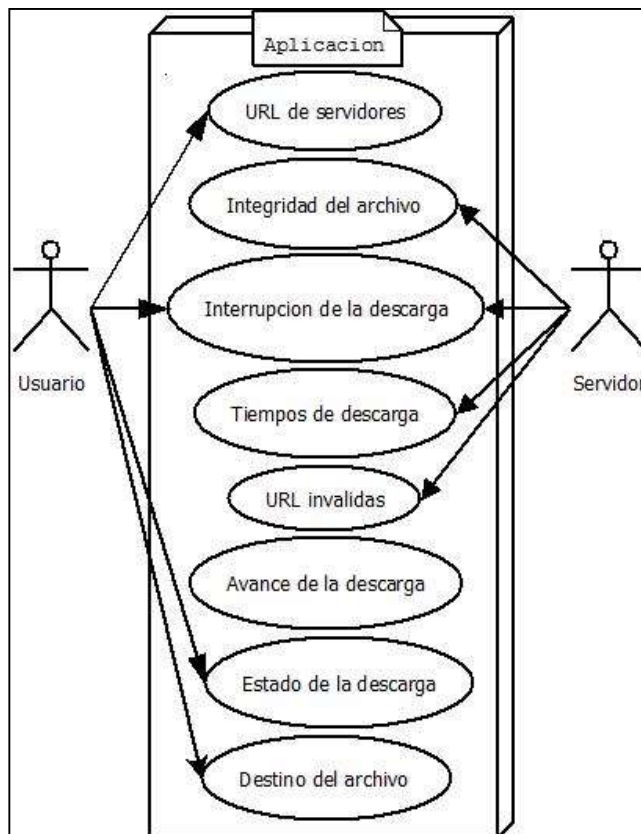 Aplicacion
URL de servidores
Integridad del archivo
Interrupcion de la descarga
Usuario
Servidor
Tiempos de descarga
URL invalidas
Avance de la descarga
Estado de la descarga
Destino del archivo